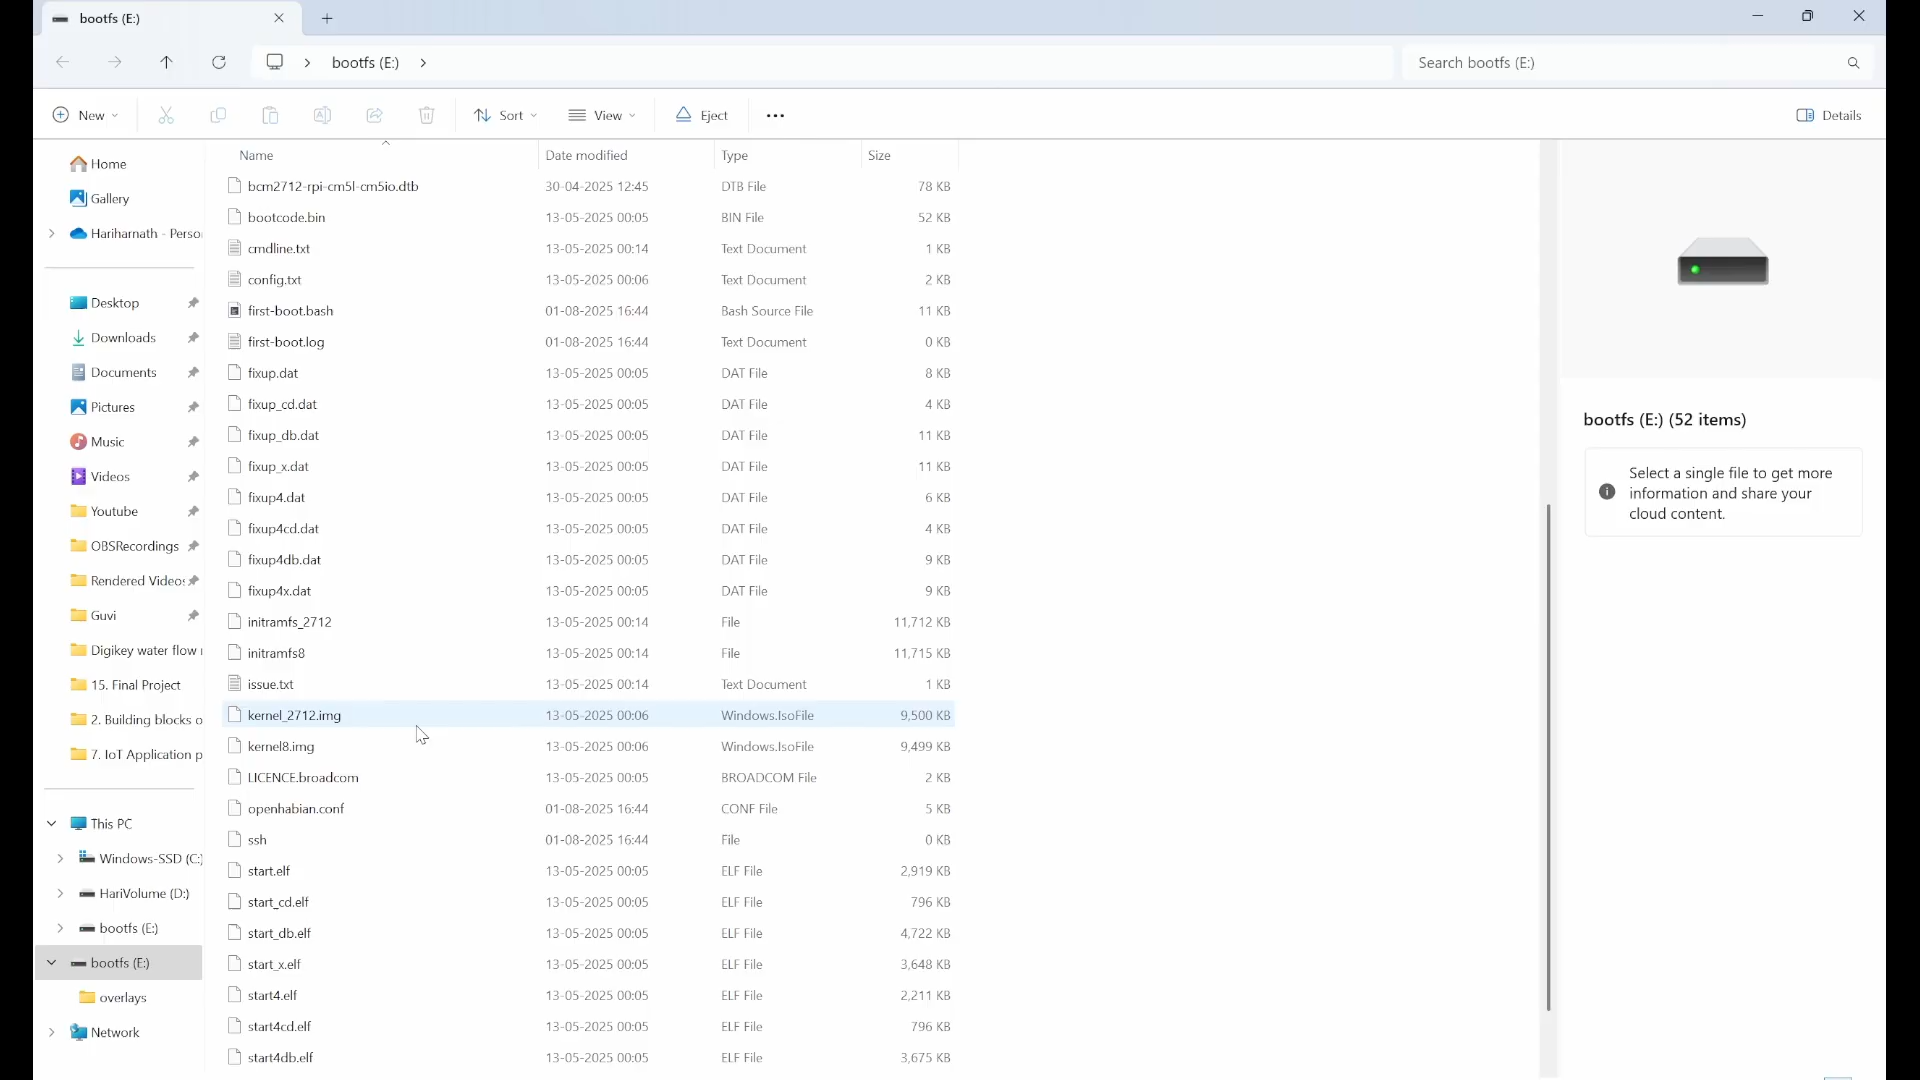 bootfs (E:)
bootfs (E:)
Search bootfs (E:)
New
Sort
View
Eject
Details
Home
Gallery
Hariharnath - Perso
Desktop
Downloads
Documents
Pictures
Music
Videos
Youtube
OBSRecordings
Rendered Videos
Guvi
Digikey water flow
15. Final Project
2. Building blocks o
7. IoT Application p
This PC
Windows-SSD (C:)
HariVolume (D:)
bootfs (E:)
bootfs (E:)
overlays
Network
Name Date modified Type Size
bcm2712-rpi-cm5l-cm5io.dtb 30-04-2025 12:45 DTB File 78 KB
bootcode.bin 13-05-2025 00:05 BIN File 52 KB
cmdline.txt 13-05-2025 00:14 Text Document 1 KB
config.txt 13-05-2025 00:06 Text Document 2 KB
first-boot.bash 01-08-2025 16:44 Bash Source File 11 KB
first-boot.log 01-08-2025 16:44 Text Document 0 KB
fixup.dat 13-05-2025 00:05 DAT File 8 KB
fixup_cd.dat 13-05-2025 00:05 DAT File 4 KB
fixup_db.dat 13-05-2025 00:05 DAT File 11 KB
fixup_x.dat 13-05-2025 00:05 DAT File 11 KB
fixup4.dat 13-05-2025 00:05 DAT File 6 KB
fixup4cd.dat 13-05-2025 00:05 DAT File 4 KB
fixup4db.dat 13-05-2025 00:05 DAT File 9 KB
fixup4x.dat 13-05-2025 00:05 DAT File 9 KB
initramfs_2712 13-05-2025 00:14 File 11,712 KB
initramfs8 13-05-2025 00:14 File 11,715 KB
issue.txt 13-05-2025 00:14 Text Document 1 KB
kernel_2712.img 13-05-2025 00:06 Windows.IsoFile 9,500 KB
kernel8.img 13-05-2025 00:06 Windows.IsoFile 9,499 KB
LICENCE.broadcom 13-05-2025 00:05 BROADCOM File 2 KB
openhabian.conf 01-08-2025 16:44 CONF File 5 KB
ssh 01-08-2025 16:44 File 0 KB
start.elf 13-05-2025 00:05 ELF File 2,919 KB
start_cd.elf 13-05-2025 00:05 ELF File 796 KB
start_db.elf 13-05-2025 00:05 ELF File 4,722 KB
start_x.elf 13-05-2025 00:05 ELF File 3,648 KB
start4.elf 13-05-2025 00:05 ELF File 2,211 KB
start4cd.elf 13-05-2025 00:05 ELF File 796 KB
start4db.elf 13-05-2025 00:05 ELF File 3,675 KB
bootfs (E:) (52 items)
Select a single file to get more
information and share your
cloud content.